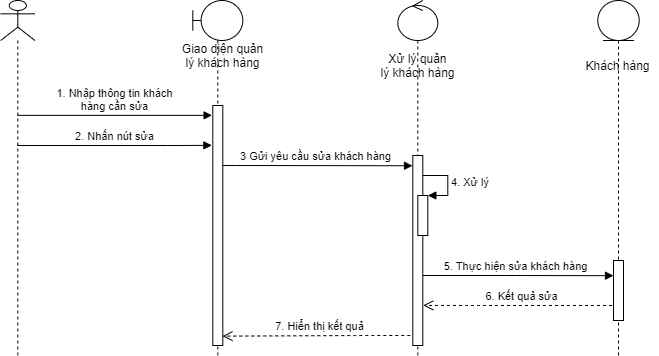 Giao diện quản
lý khách hàng
Xử lý quản
lý khách hàng
Khách hàng
1. Nhập thông tin khách
hàng cần sửa
2. Nhấn nút sửa
3 Gửi yêu cầu sửa khách hàng
4. Xử lý
5. Thực hiện sửa khách hàng
6. Kết quả sửa
7. Hiển thị kết quả